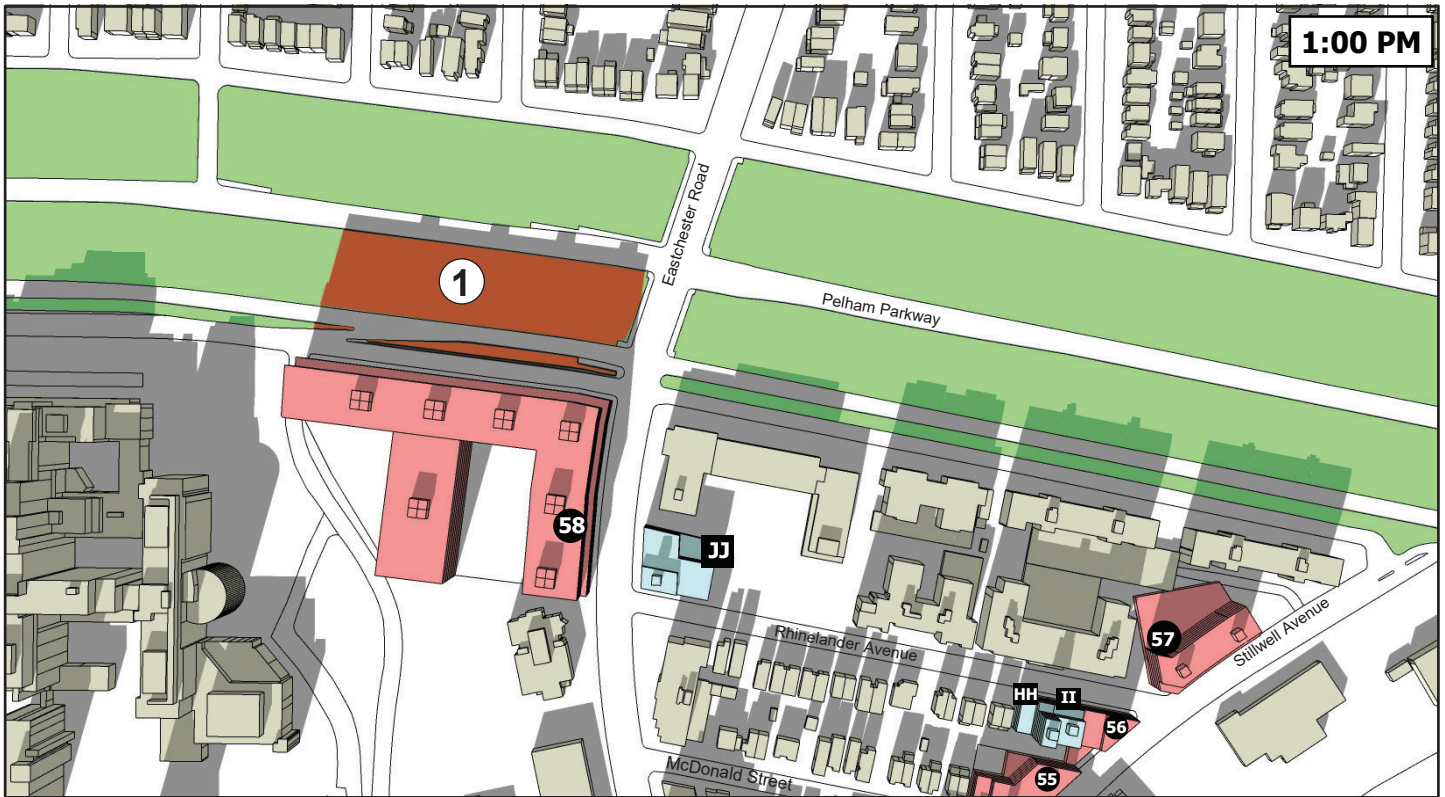 1:00 PM
Eastchester Road
1
Pelham Parkway
58
JJ
Rhinelander Avenue
57
Stillwell Avenue
HH
II
56
McDonald Street
55